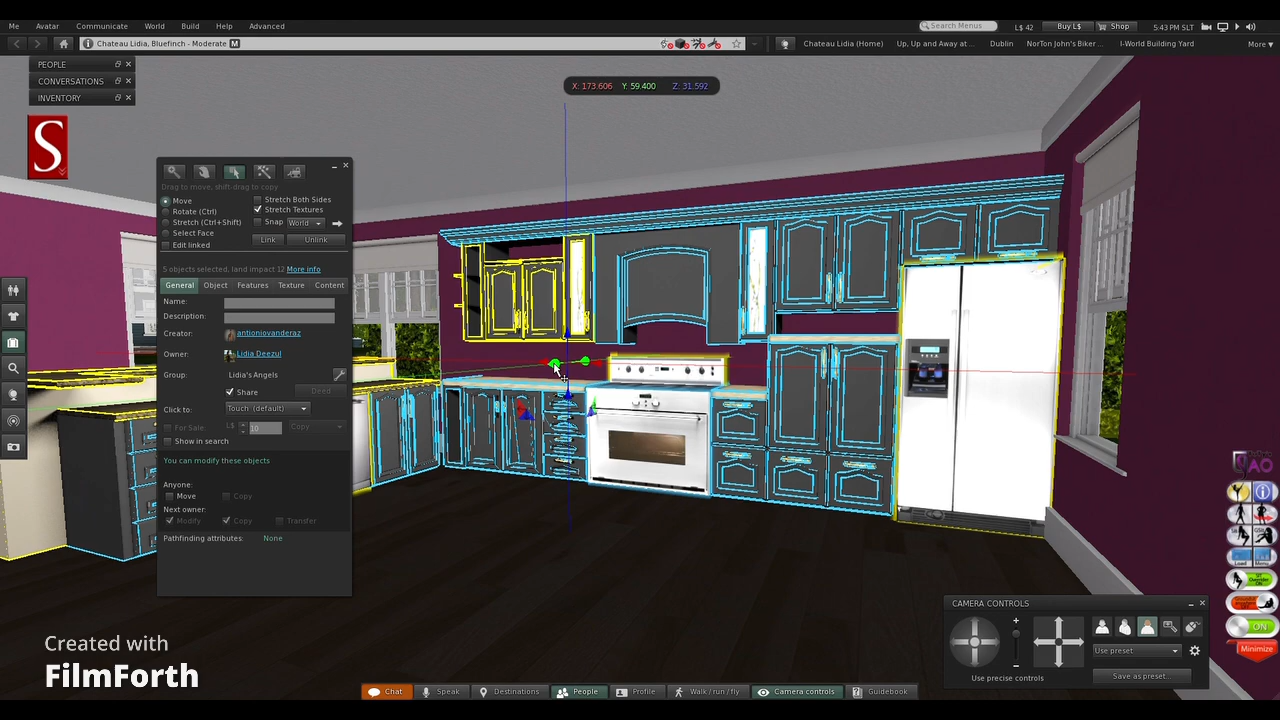 Me Avatar Communicate World Build Help Advanced
Search Menus L$ 42 Buy L$ Shop 5:43 PM SLT
Chateau Lidia, Bluefinch - Moderate M
Chateau Lidia (Home) Up, Up and Away at ... Dublin NorTon John's Biker ... I-World Building Yard More ▼
PEOPLE
CONVERSATIONS
INVENTORY
X: 173.606 Y: 59.400 Z: 31.592
S
Drag to move, shift-drag to copy
Move
Rotate (Ctrl)
Stretch (Ctrl+Shift)
Select Face
Edit linked
Stretch Both Sides
Stretch Textures
Snap World
Link Unlink
5 objects selected, land impact 12 More info
General Object Features Texture Content
Name:
Description:
Creator: antioniovanderaz
Owner: Lidia Deezul
Group: Lidia's Angels
Share Deed
Click to: Touch (default)
For Sale: L$ 10 Copy
Show in search
You can modify these objects
Anyone:
Move Copy
Next owner:
Modify Copy Transfer
Pathfinding attributes: None
AO
Load Menu
ON
Minimize
CAMERA CONTROLS
Use preset
Use precise controls Save as preset...
Created with
FilmForth
Chat Speak Destinations People Profile Walk / run / fly Camera controls Guidebook